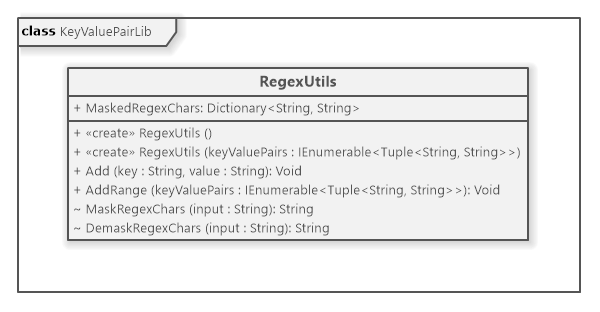 class KeyValuePairLib
RegexUtils
+ MaskedRegexChars: Dictionary<String, String>
+ «create» RegexUtils ()
+ «create» RegexUtils (keyValuePairs : IEnumerable<Tuple<String, String>>)
+ Add (key : String, value : String): Void
+ AddRange (keyValuePairs : IEnumerable<Tuple<String, String>>): Void
~ MaskRegexChars (input : String): String
~ DemaskRegexChars (input : String): String